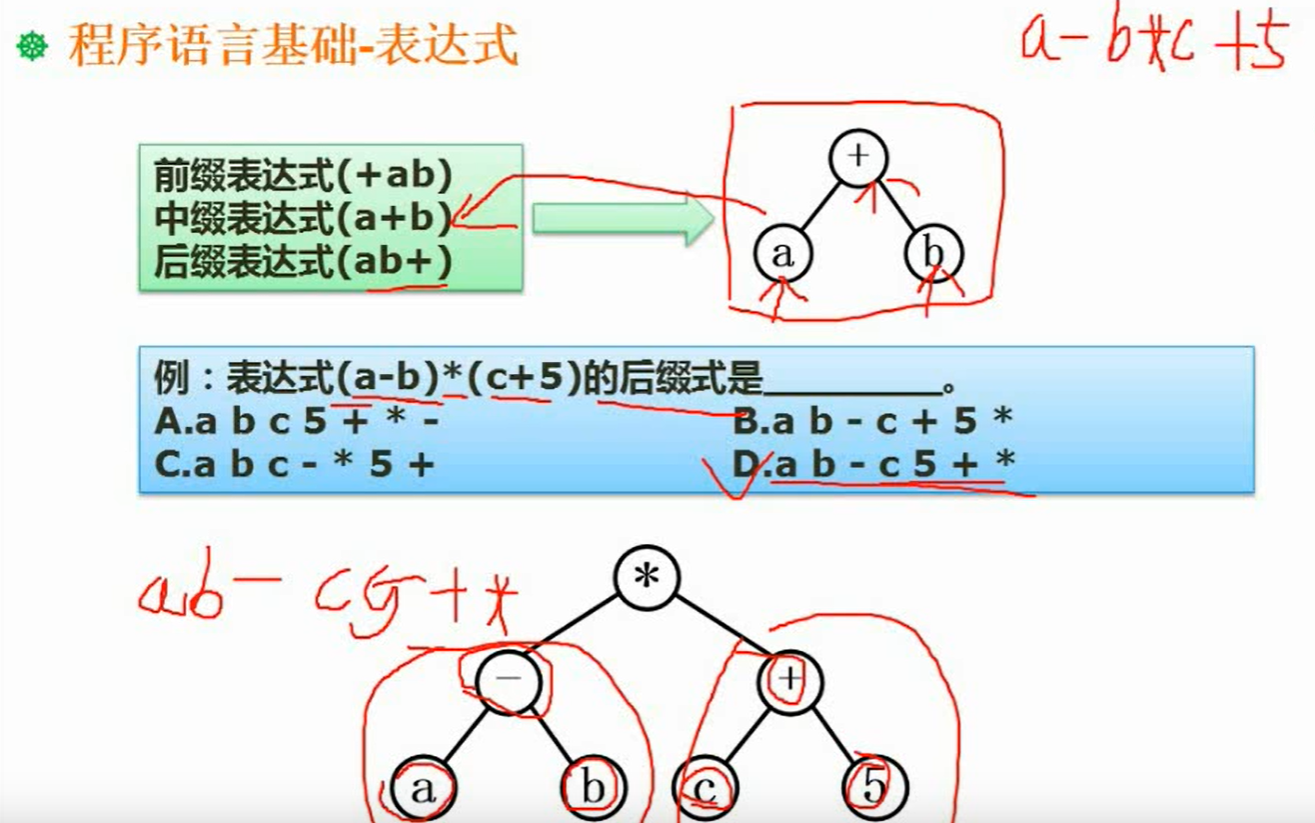 程序语言基础-表达式
a-b*c+5
前缀表达式(+ab)
中缀表达式(a+b)
后缀表达式(ab+)
+
a b
例：表达式(a-b)*(c+5)的后缀式是_________。
A.a b c 5 + * - B.a b - c + 5 *
C.a b c - * 5 + D.a b - c 5 + *
ab- c5+*
*
- +
a b c 5